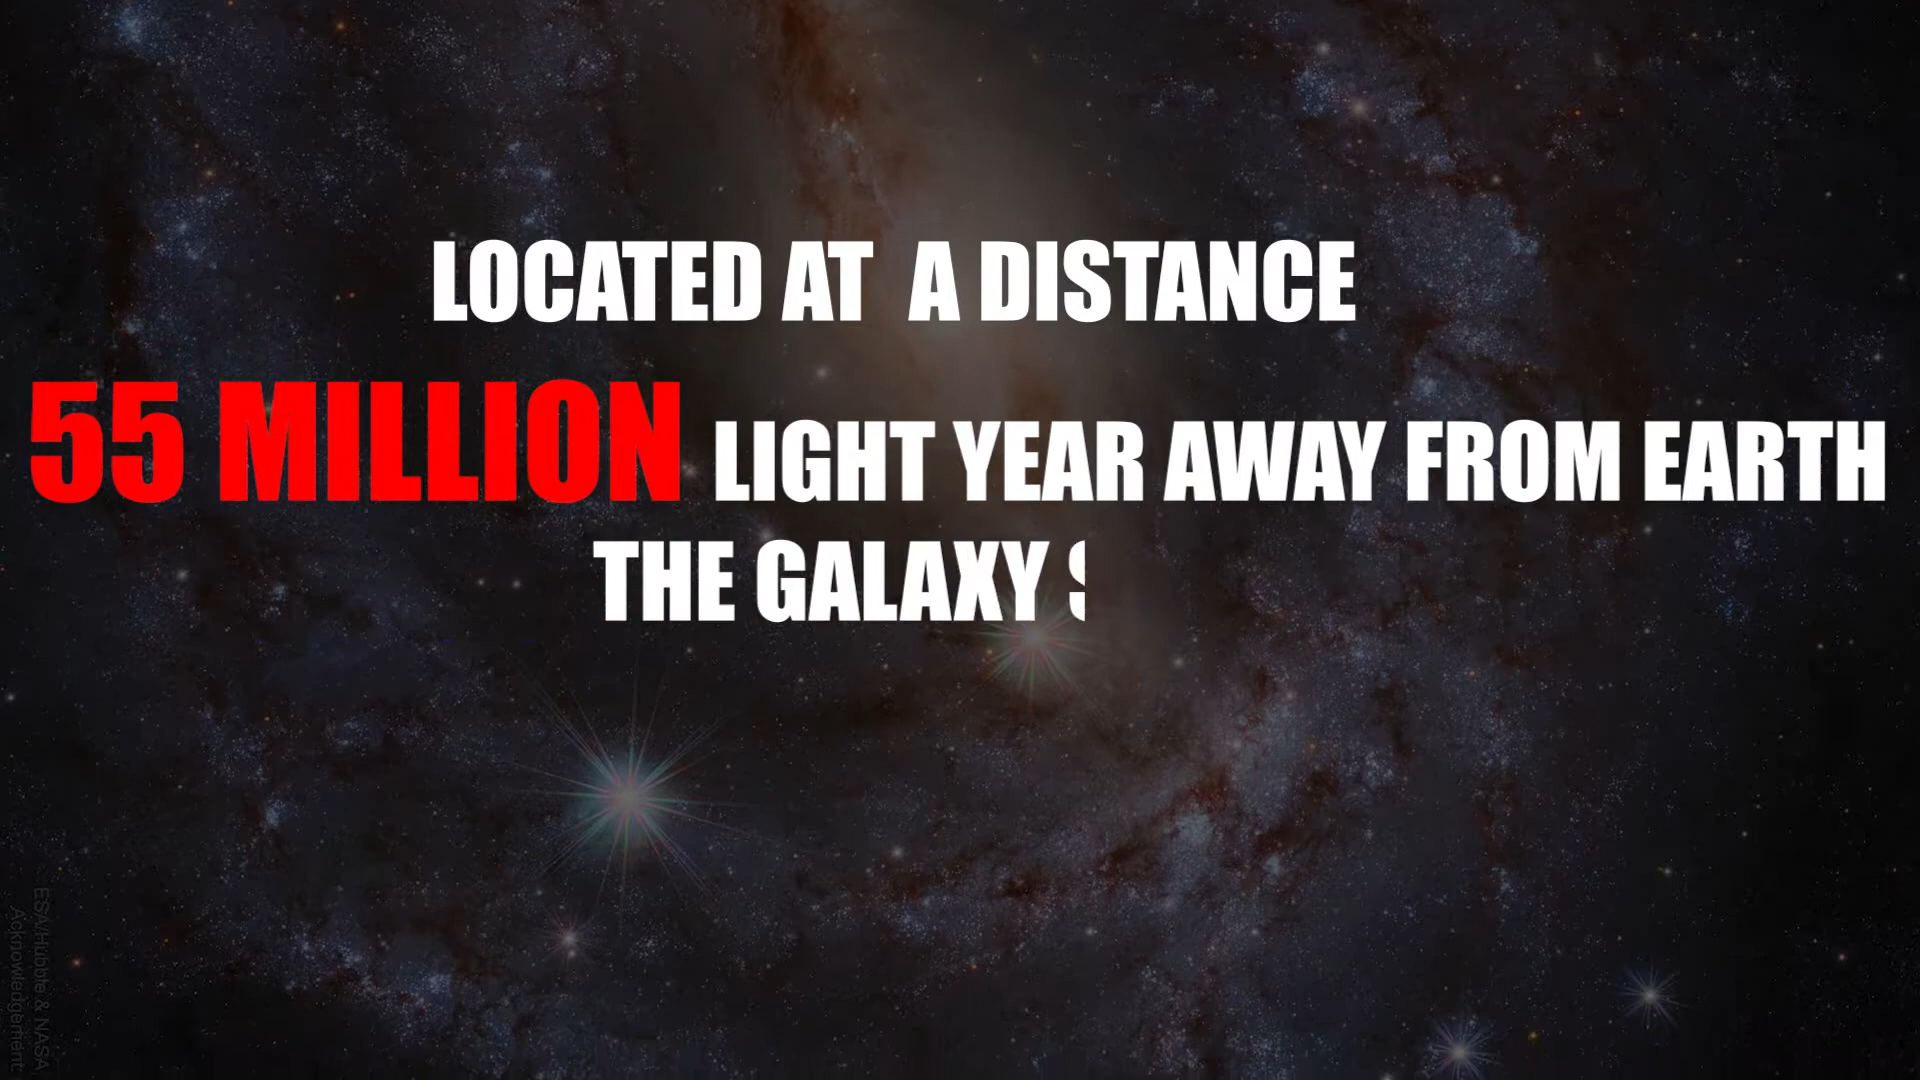 LOCATED AT A DISTANCE
55 MILLION LIGHT YEAR AWAY FROM EARTH
THE GALAXY S
ESA/Hubble & NASA
Acknowledgement: